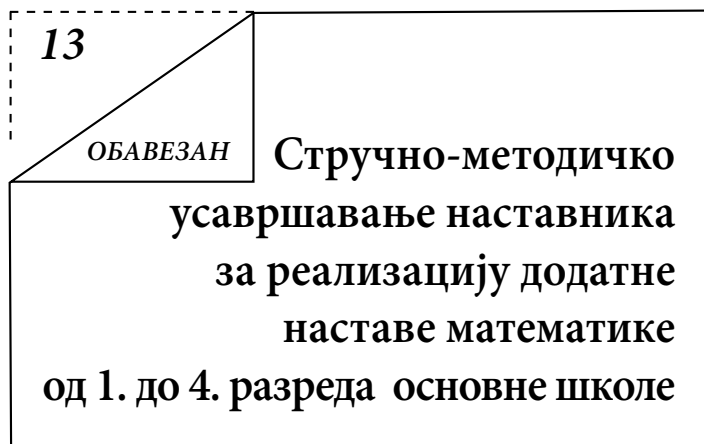 13
ОБАВЕЗАН
Стручно-методичко
усавршавање наставника
за реализацију додатне
наставе математике
од 1. до 4. разреда основне школе